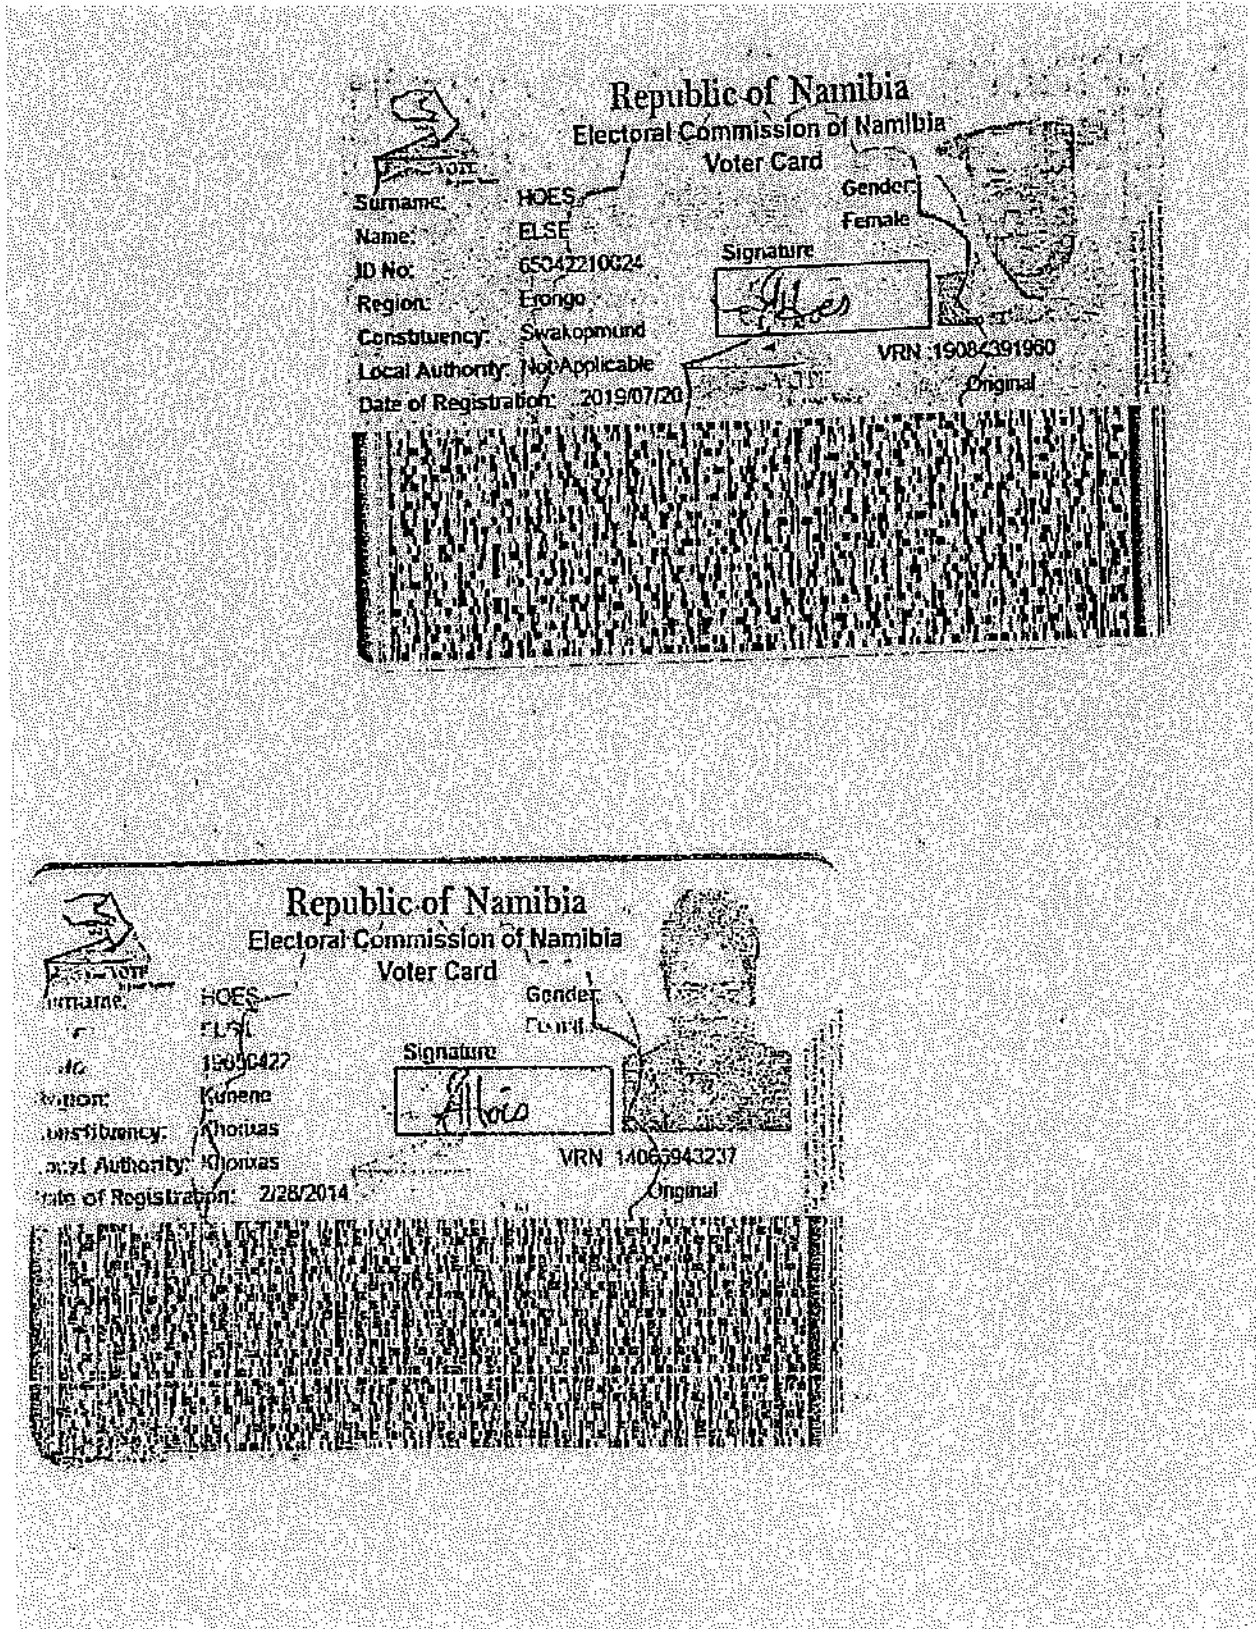 Republic of Namibia
Electoral Commission of Namibia
Voter Card
Surname: HOES
Gender:
Name: ELSE
Female
ID No: 65042210024
Signature
Region: Erongo
Constituency: Swakopmund
VRN :19084391960
Local Authority: Not Applicable
Original
Date of Registration: 2019/07/20
Republic of Namibia
Electoral Commission of Namibia
Voter Card
HOES
Gender:
Signature
Kunene
Khorixas
VRN 14065943237
Authority: Khorixas
Original
of Registration: 2/28/2014